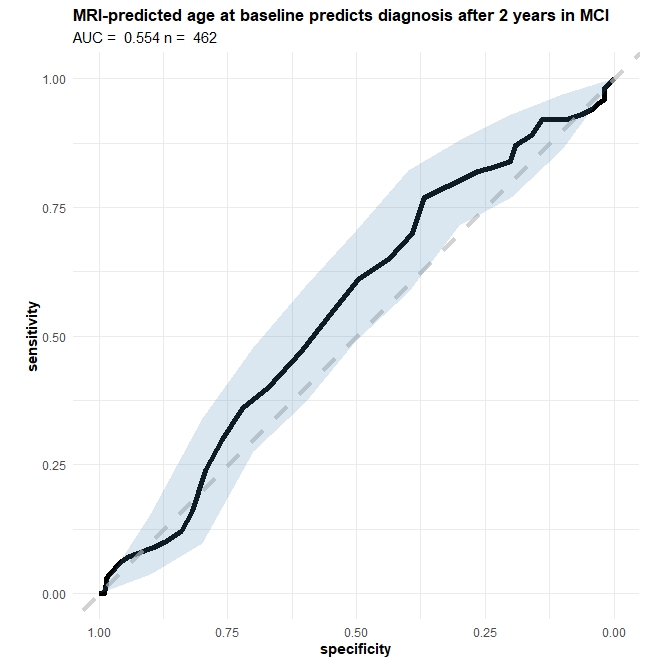 MRI-predicted age at baseline predicts diagnosis after 2 years in MCI
AUC = 0.554 n = 462
1.00
0.75
0.50
0.25
0.00
sensitivity
1.00 0.75 0.50 0.25 0.00
specificity